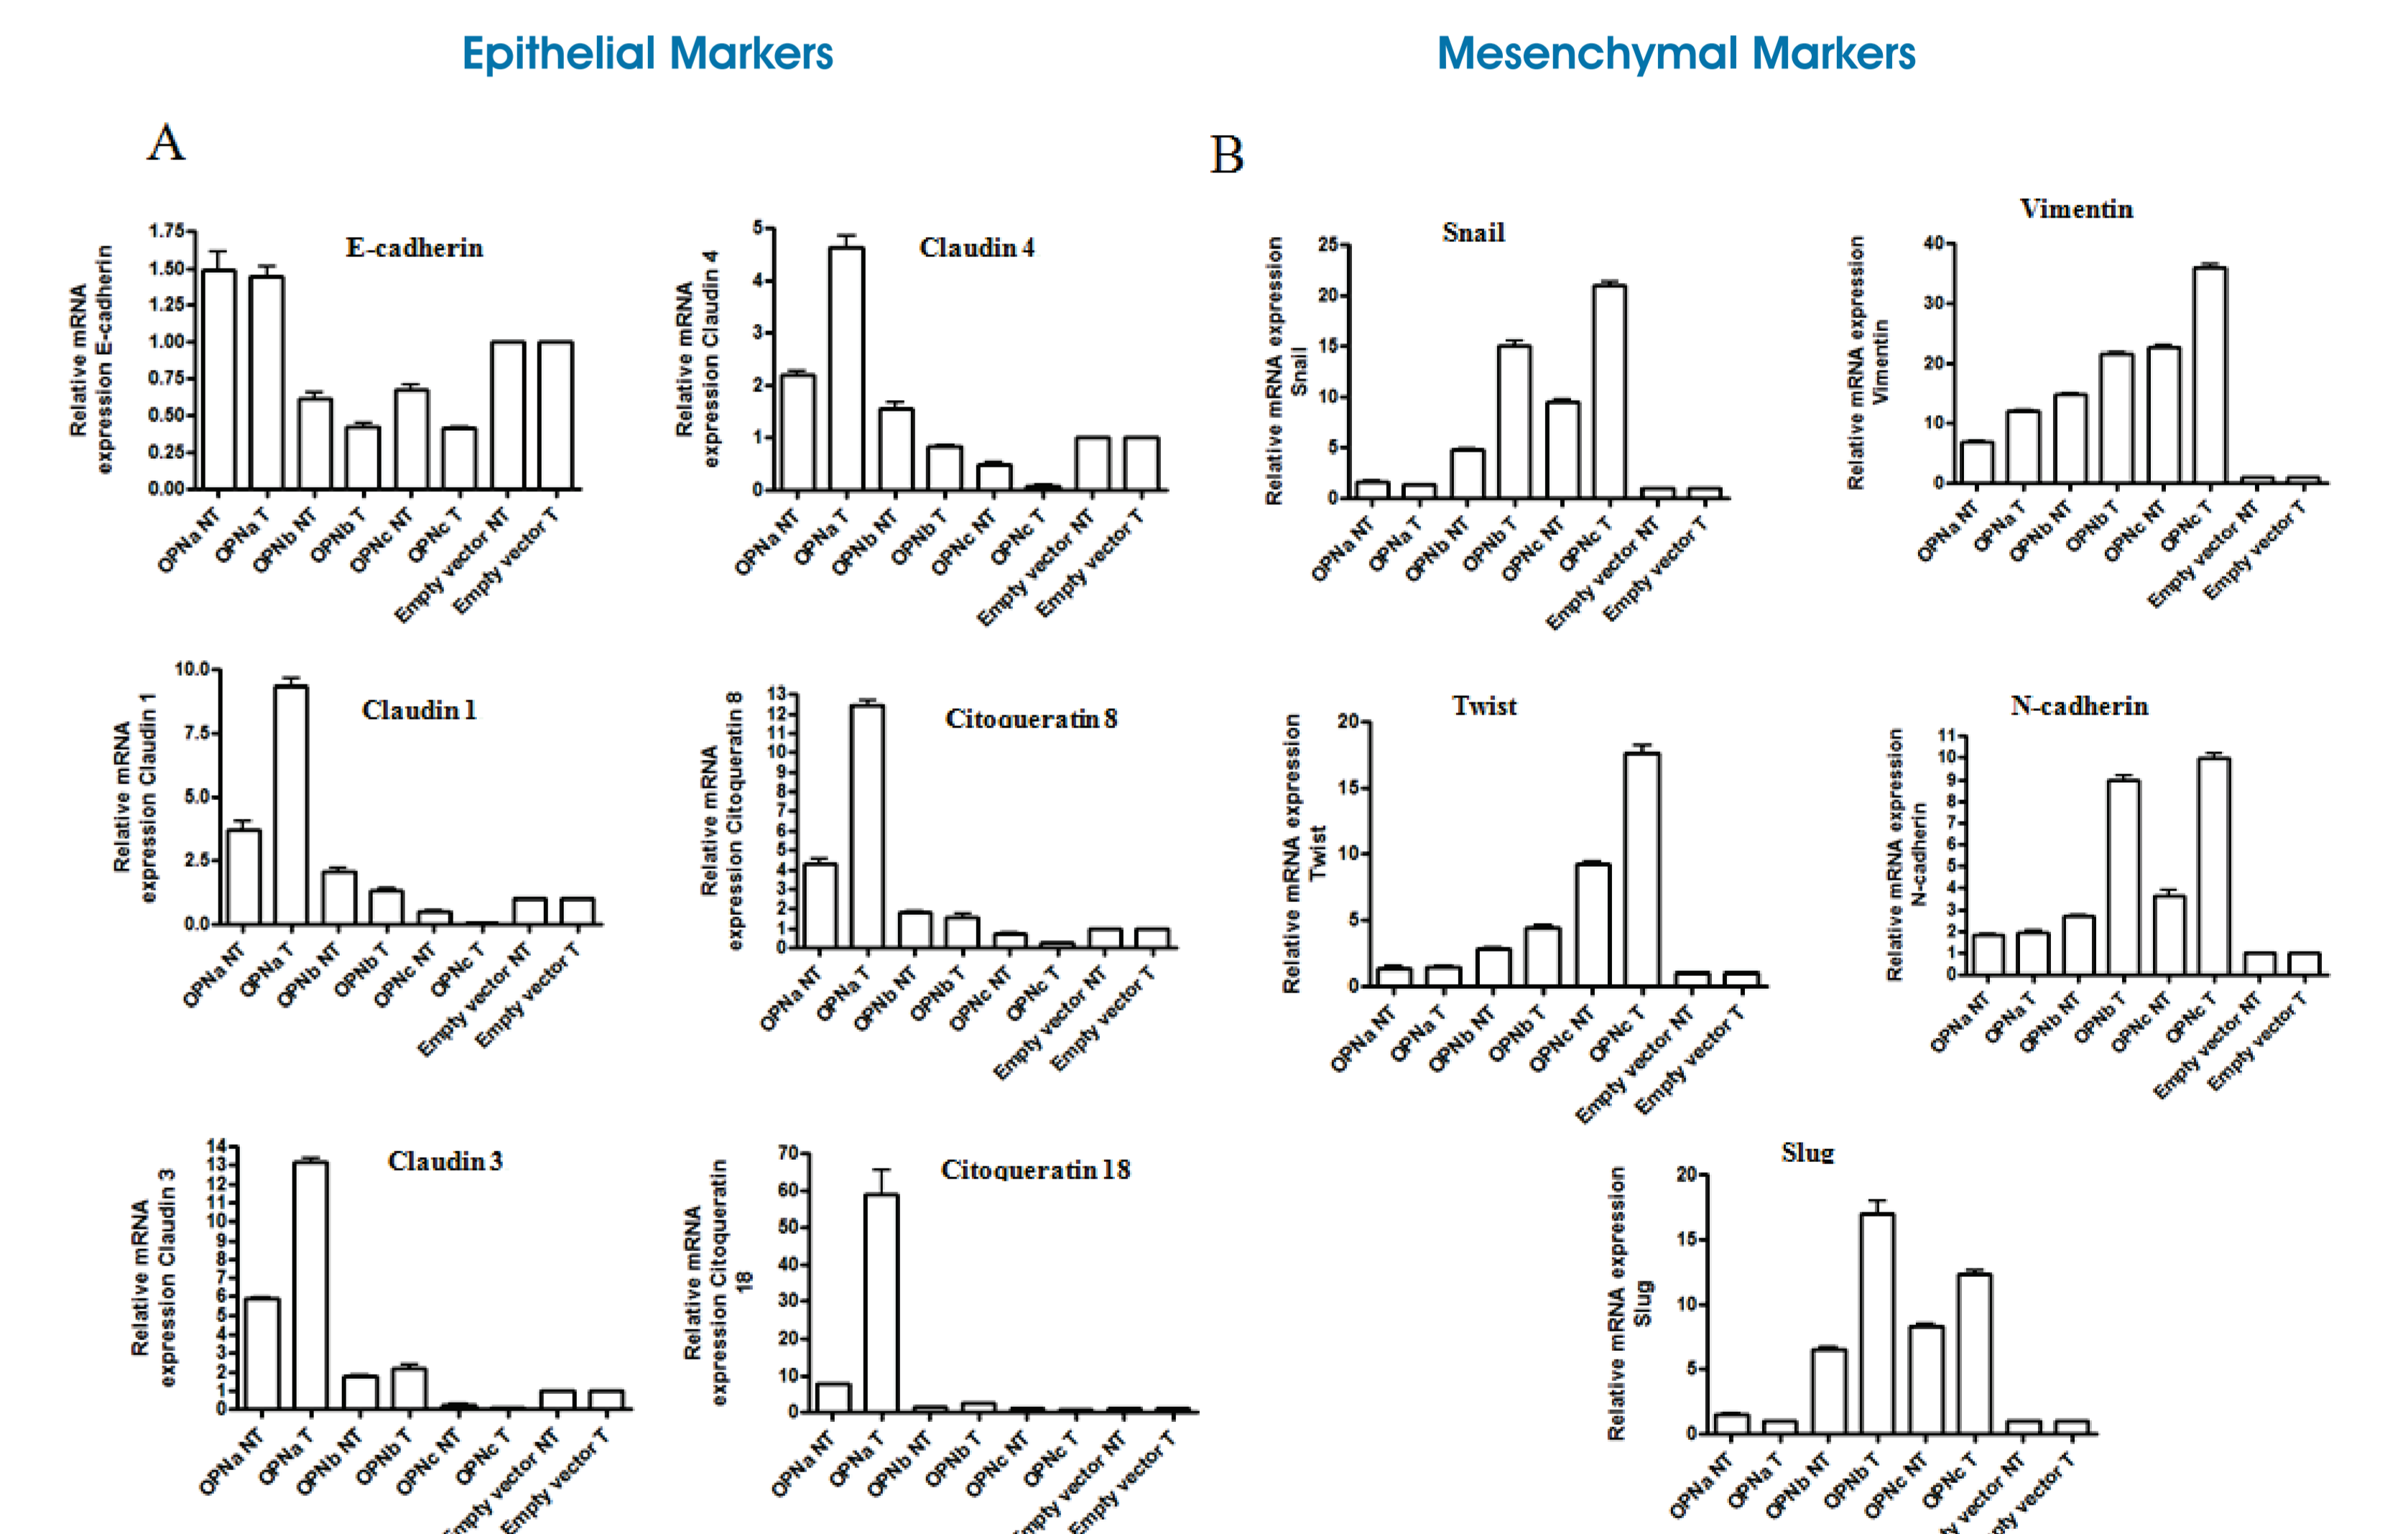 Epithelial Markers
Mesenchymal Markers
A
B
E-cadherin
Relative mRNA
expression E-cadherin
1.75
1.50
1.25
1.00
0.75
0.50
0.25
0.00
OPNa NT
OPNa T
OPNb NT
OPNb T
OPNc NT
OPNc T
Empty vector NT
Empty vector T
Claudin 4
Relative mRNA
expression Claudin 4
5
4
3
2
1
0
OPNa NT
OPNa T
OPNb NT
OPNb T
OPNc NT
OPNc T
Empty vector NT
Empty vector T
Snail
Relative mRNA expression
Snail
25
20
15
10
5
0
OPNa NT
OPNa T
OPNb NT
OPNb T
OPNc NT
OPNc T
Empty vector NT
Empty vector T
Vimentin
Relative mRNA expression
Vimentin
40
30
20
10
0
OPNa NT
OPNa T
OPNb NT
OPNb T
OPNc NT
OPNc T
Empty vector NT
Empty vector T
Claudin 1
Relative mRNA
expression Claudin 1
10.0
7.5
5.0
2.5
0.0
OPNa NT
OPNa T
OPNb NT
OPNb T
OPNc NT
OPNc T
Empty vector NT
Empty vector T
Citoqueratin 8
Relative mRNA
expression Citoqueratin 8
13
12
11
10
9
8
7
6
5
4
3
2
1
0
OPNa NT
OPNa T
OPNb NT
OPNb T
OPNc NT
OPNc T
Empty vector NT
Empty vector T
Twist
Relative mRNA expression
Twist
20
15
10
5
0
OPNa NT
OPNa T
OPNb NT
OPNb T
OPNc NT
OPNc T
Empty vector NT
Empty vector T
N-cadherin
Relative mRNA expression
N-cadherin
11
10
9
8
7
6
5
4
3
2
1
0
OPNa NT
OPNa T
OPNb NT
OPNb T
OPNc NT
OPNc T
Empty vector NT
Empty vector T
Claudin 3
Relative mRNA
expression Claudin 3
14
13
12
11
10
9
8
7
6
5
4
3
2
1
0
OPNa NT
OPNa T
OPNb NT
OPNb T
OPNc NT
OPNc T
Empty vector NT
Empty vector T
Citoqueratin 18
Relative mRNA
expression Citoqueratin
18
70
60
50
40
30
20
10
0
OPNa NT
OPNa T
OPNb NT
OPNb T
OPNc NT
OPNc T
mpty vector NT
Empty vector T
Slug
Relative mRNA expression
Slug
20
15
10
5
0
OPNa NT
OPNa T
OPNb NT
OPNb T
OPNc NT
OPNc T
vector NT
vector T